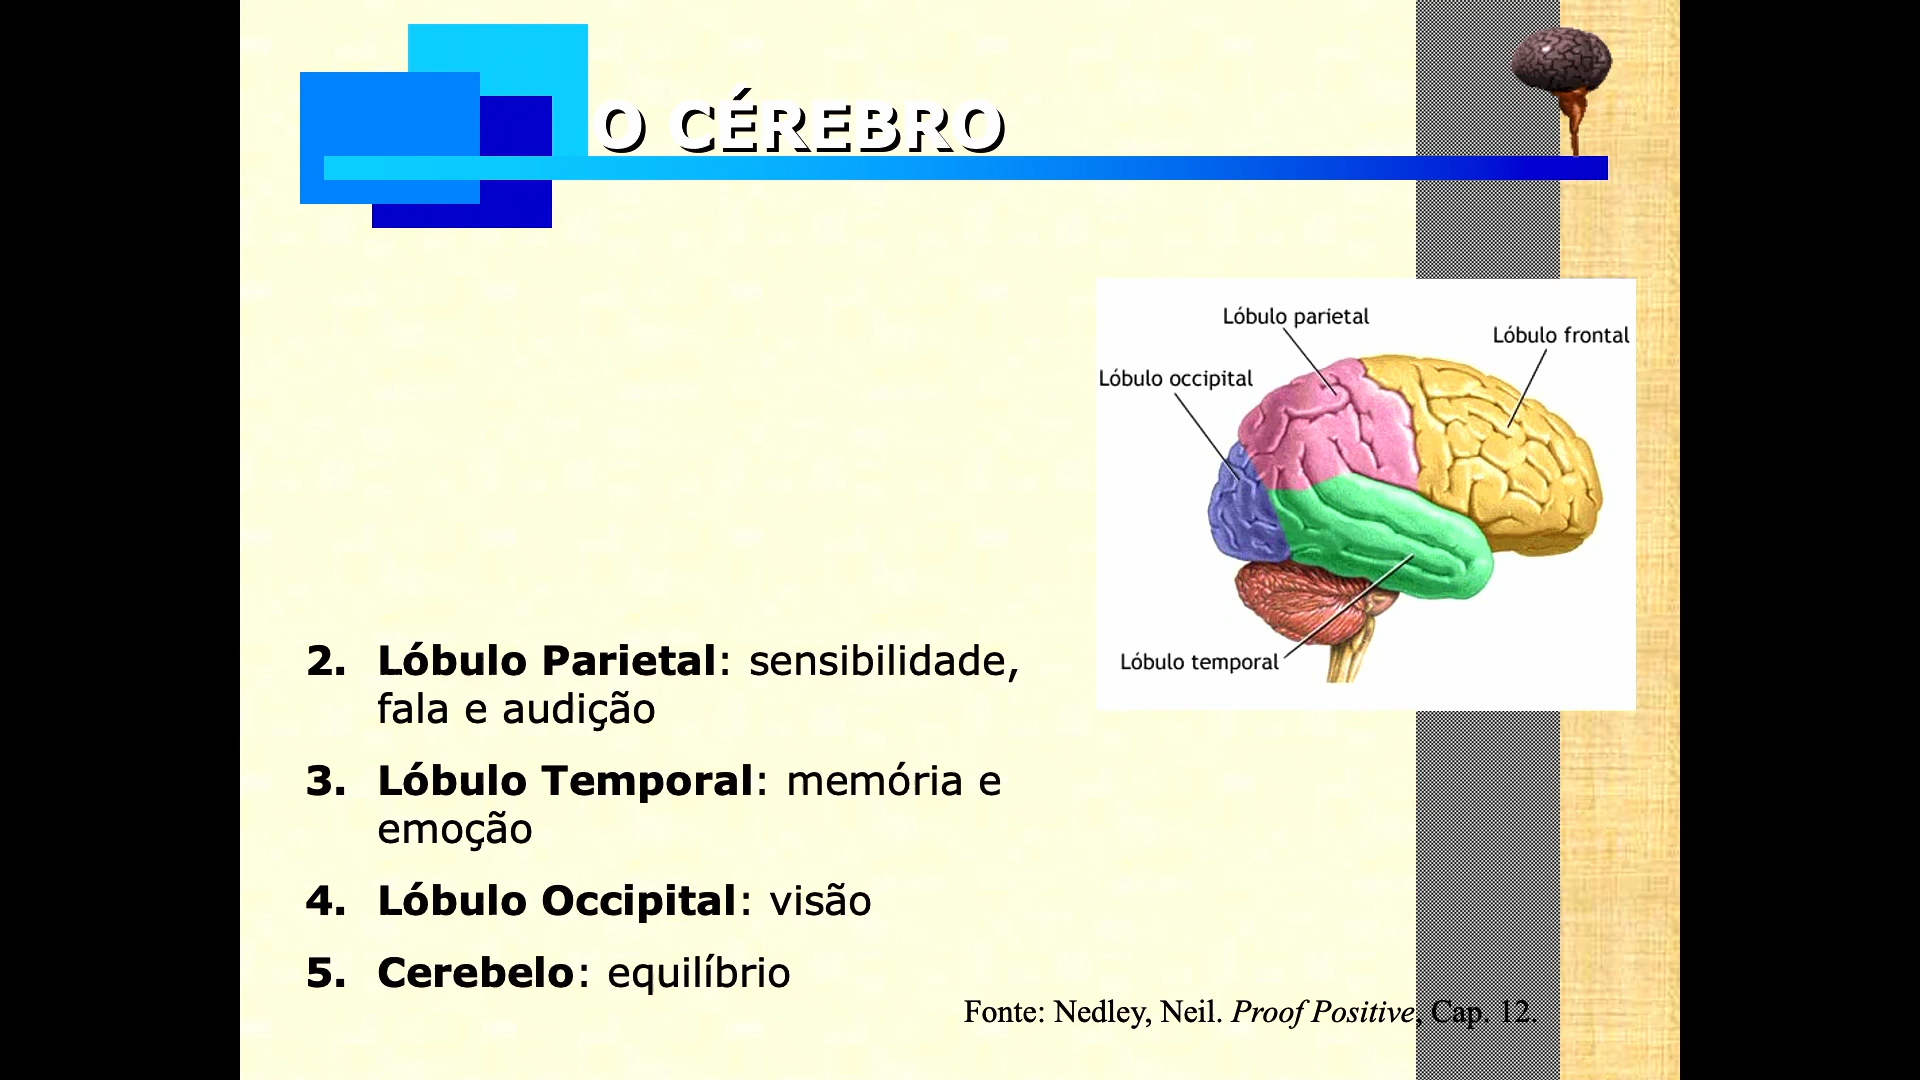 O CÉREBRO
Lóbulo parietal
Lóbulo frontal
Lóbulo occipital
Lóbulo temporal
2. Lóbulo Parietal: sensibilidade,
fala e audição
3. Lóbulo Temporal: memória e
emoção
4. Lóbulo Occipital: visão
5. Cerebelo: equilíbrio
Fonte: Nedley, Neil. Proof Positive, Cap. 12.